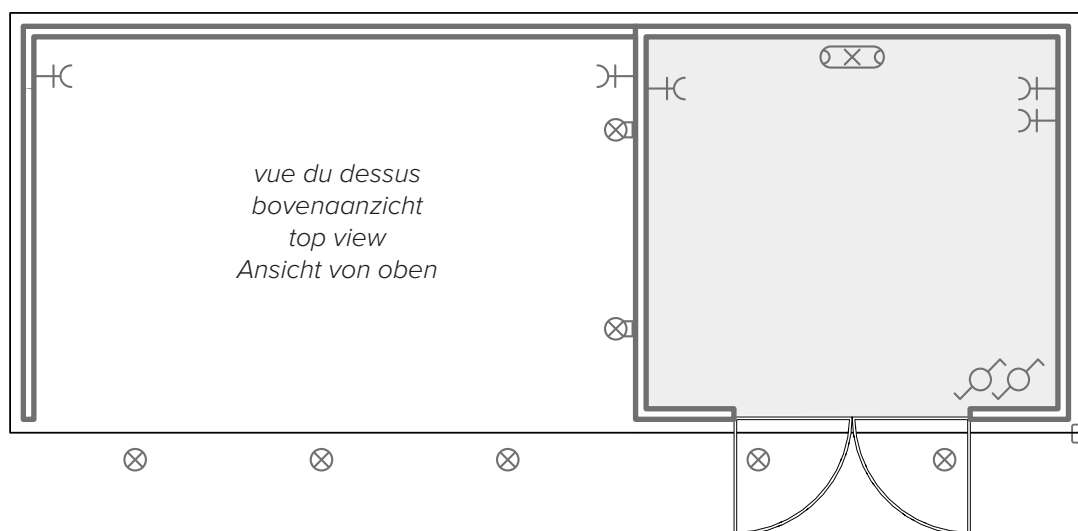 vue du dessus
bovenaanzicht
top view
Ansicht von oben